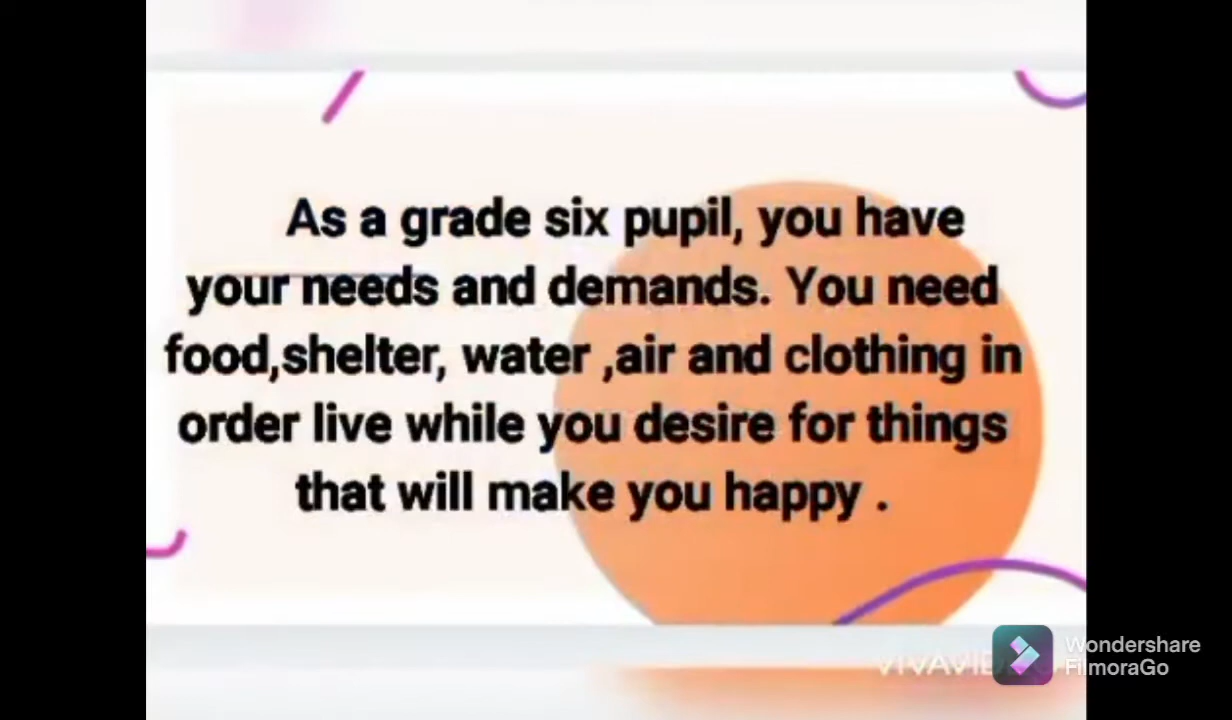 As a grade six pupil, you have
your needs and demands. You need
food,shelter, water ,air and clothing in
order live while you desire for things
that will make you happy .
Wondershare
FilmoraGo